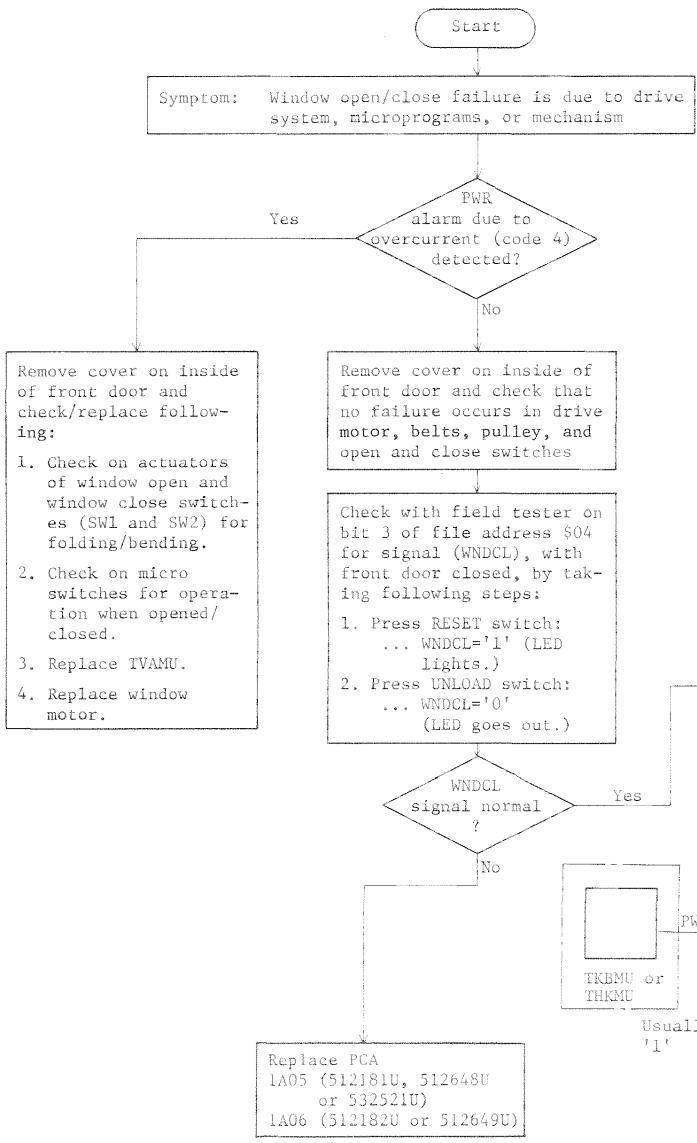 Start
Symptom: Window open/close failure is due to drive
system, microprograms, or mechanism
PWR
alarm due to
overcurrent (code 4)
detected?
Yes
No
Remove cover on inside
of front door and
check/replace follow-
ing:
1. Check on actuators
of window open and
window close switch-
es (SW1 and SW2) for
folding/bending.
2. Check on micro
switches for opera-
tion when opened/
closed.
3. Replace TVAMU.
4. Replace window
motor.
Remove cover on inside of
front door and check that
no failure occurs in drive
motor, belts, pulley, and
open and close switches
Check with field tester on
bit 3 of file address $04
for signal (WNDCL), with
front door closed, by tak-
ing following steps:
1. Press RESET switch:
... WNDCL='1' (LED
lights.)
2. Press UNLOAD switch:
... WNDCL='0'
(LED goes out.)
WNDCL
signal normal
?
Yes
No
PW
TKBMU or
THKMU
Usuall
'1'
Replace PCA
1A05 (512181U, 512648U
or 532521U)
1A06 (512182U or 512649U)